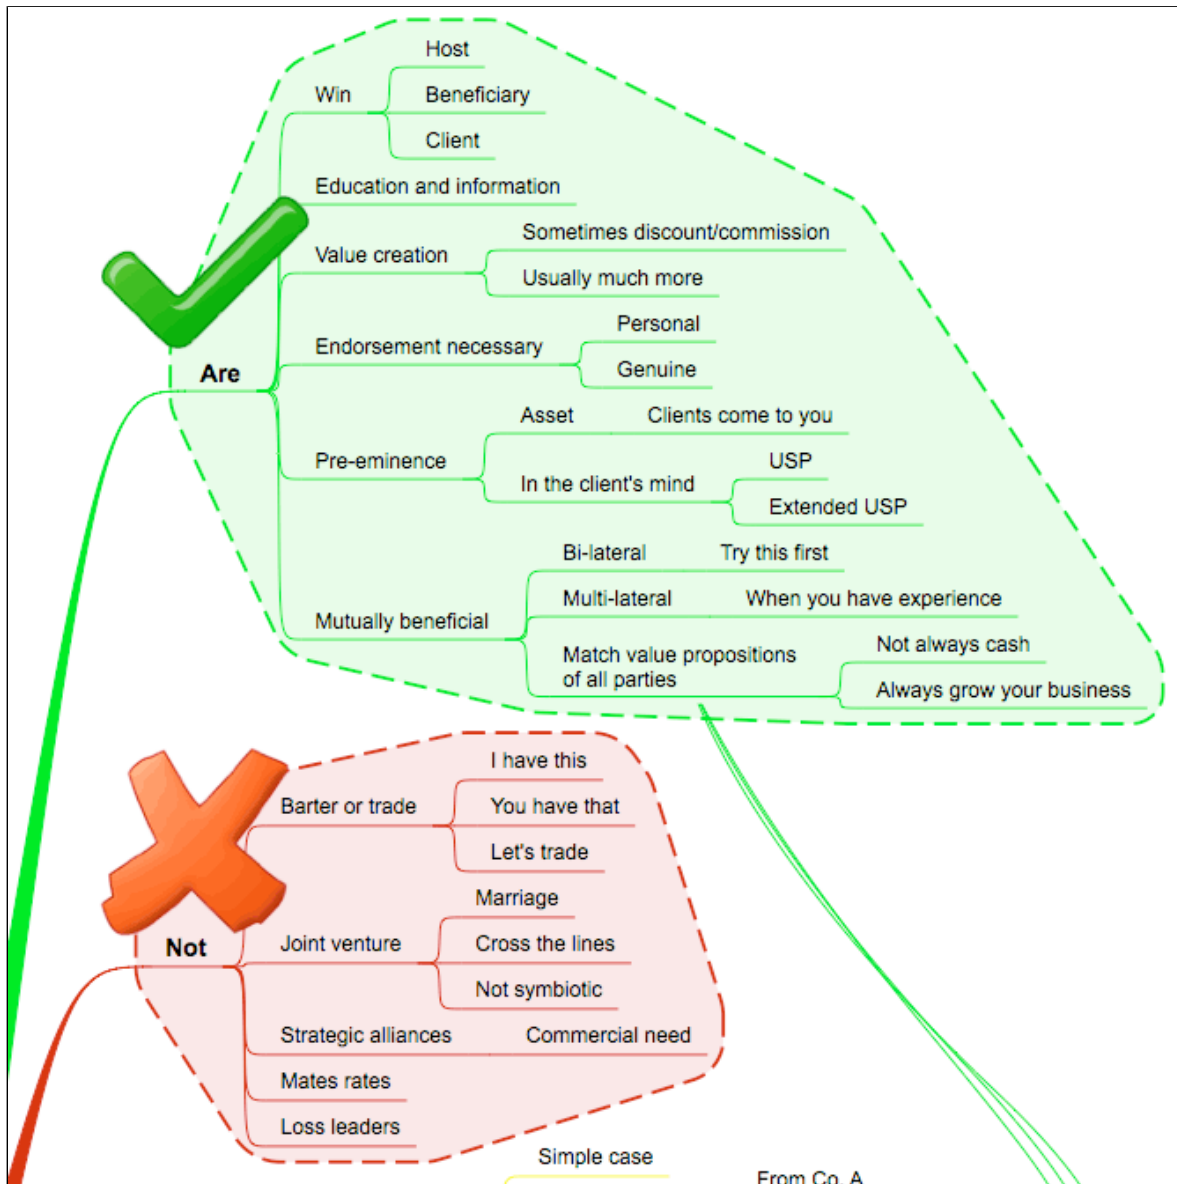 Host
Win
Beneficiary
Client
Education and information
Sometimes discount/commission
Value creation
Usually much more
Personal
Endorsement necessary
Genuine
Are
Asset
Clients come to you
Pre-eminence
USP
In the client's mind
Extended USP
Bi-lateral
Try this first
Multi-lateral
When you have experience
Mutually beneficial
Not always cash
Match value propositions
of all parties
Always grow your business
I have this
Barter or trade
You have that
Let's trade
Marriage
Not
Joint venture
Cross the lines
Not symbiotic
Strategic alliances
Commercial need
Mates rates
Loss leaders
Simple case
From Co. A